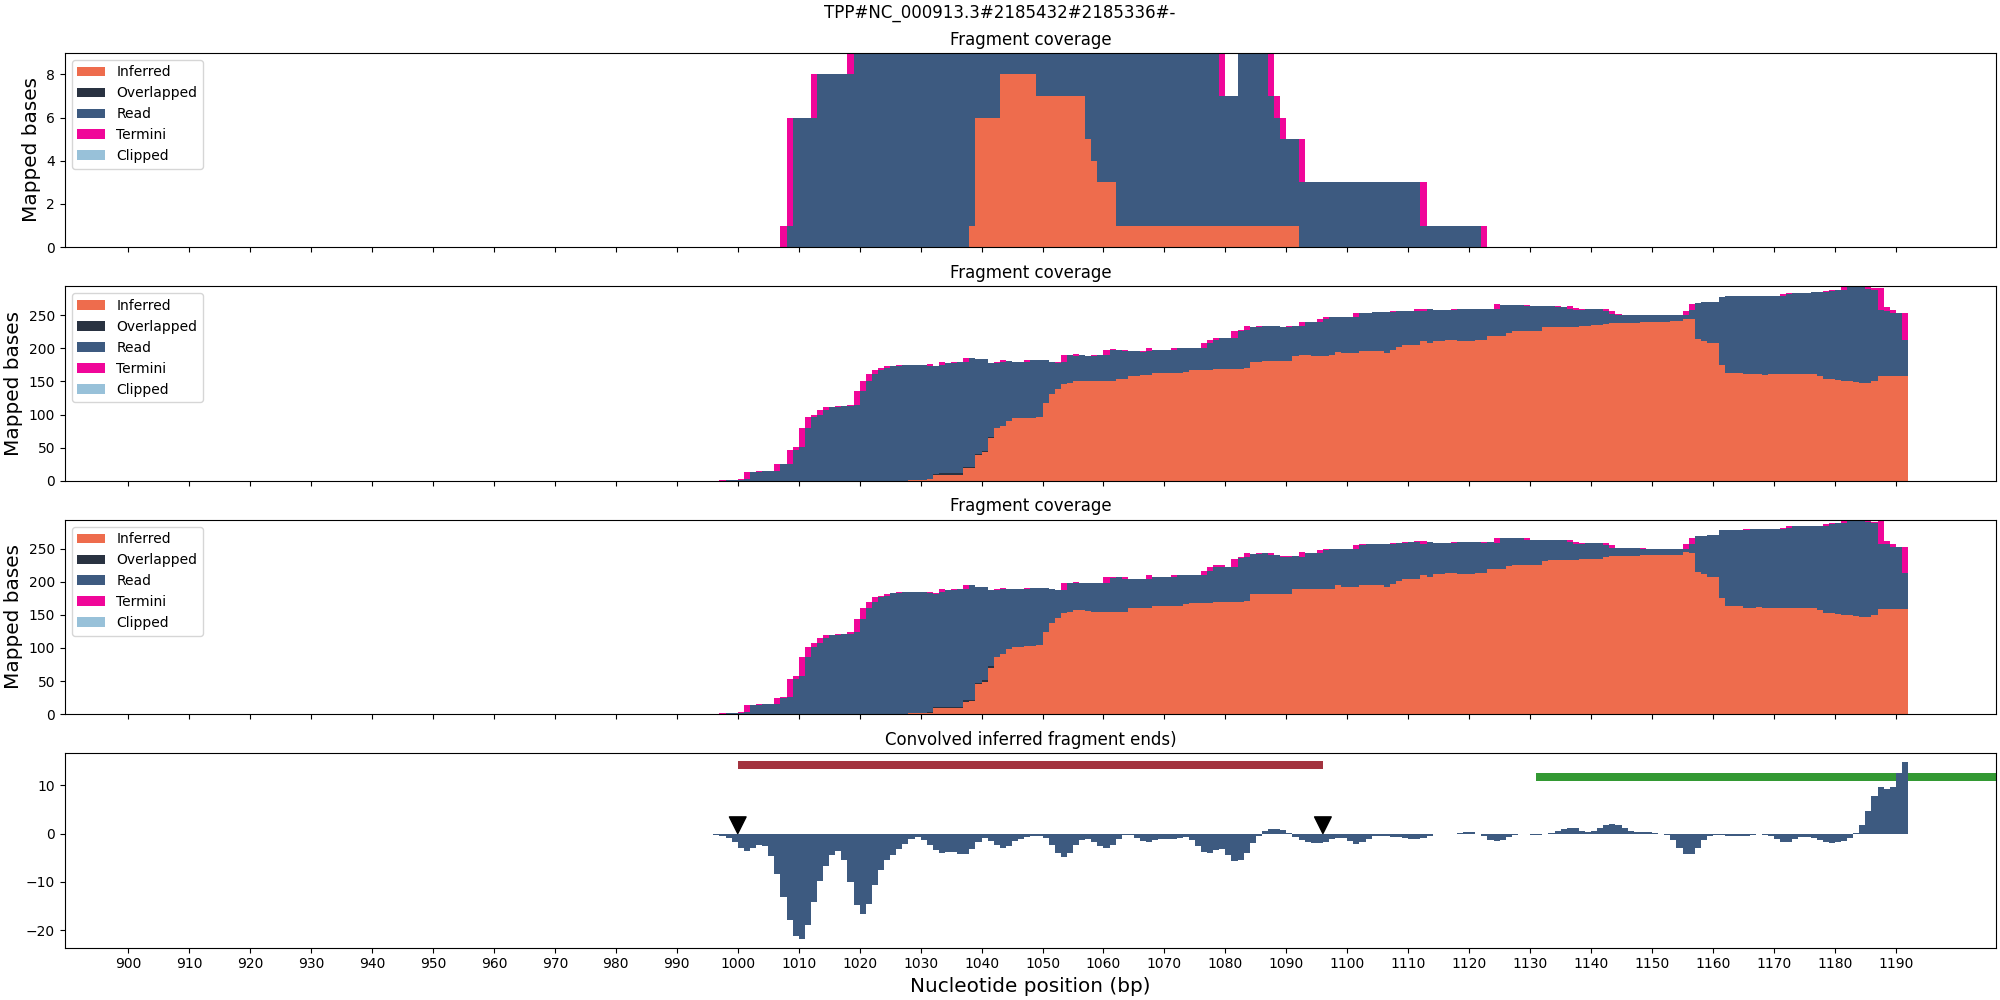 TPP#NC_000913.3#2185432#2185336#-
Fragment coverage
Mapped bases
8
6
4
2
0
Inferred
Overlapped
Read
Termini
Clipped
Fragment coverage
Mapped bases
250
200
150
100
50
0
Inferred
Overlapped
Read
Termini
Clipped
Fragment coverage
Mapped bases
250
200
150
100
50
0
Inferred
Overlapped
Read
Termini
Clipped
Convolved inferred fragment ends)
10
0
−10
−20
900 910 920 930 940 950 960 970 980 990 1000 1010 1020 1030 1040 1050 1060 1070 1080 1090 1100 1110 1120 1130 1140 1150 1160 1170 1180 1190
Nucleotide position (bp)